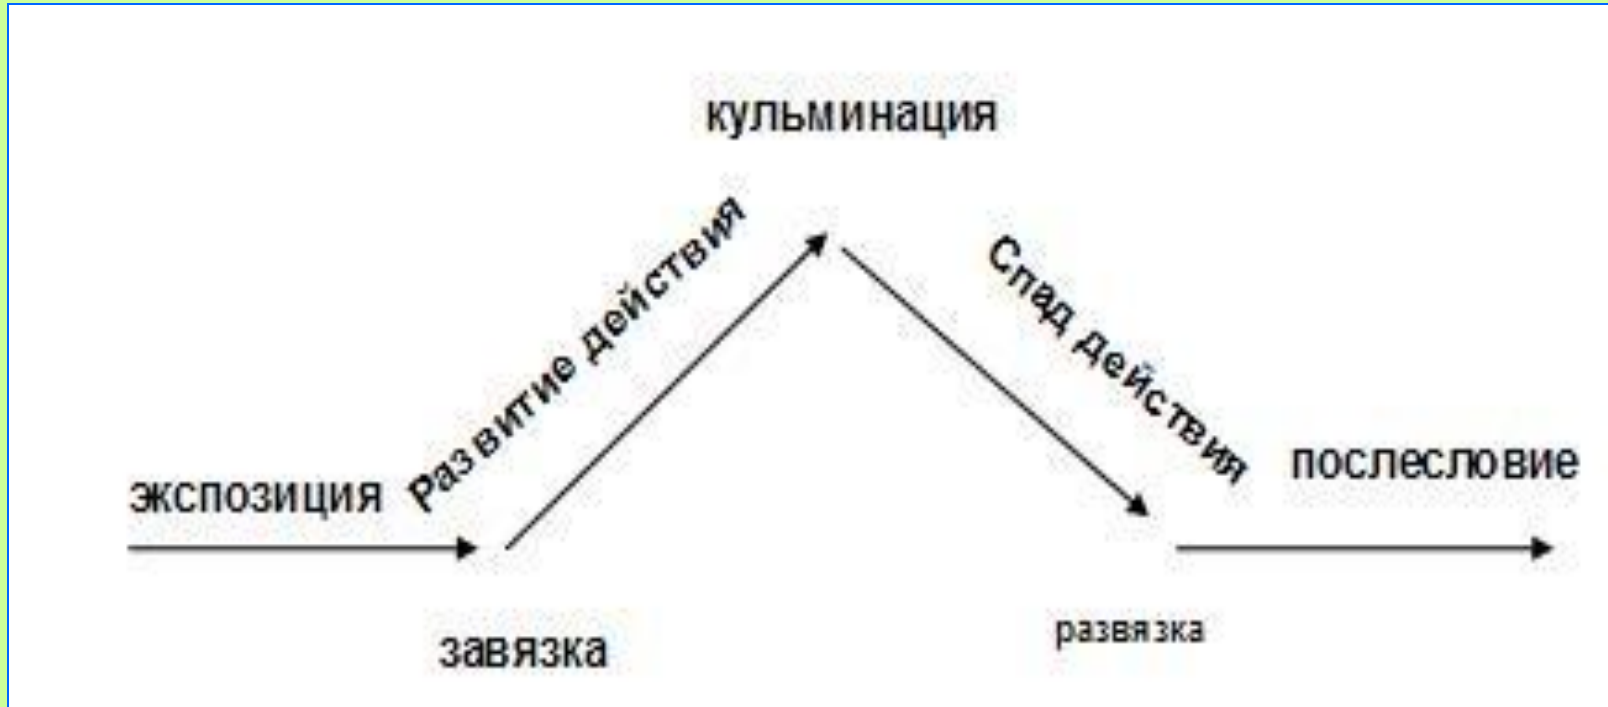 кульминация
Развитие действия
Спад действия
экспозиция
послесловие
завязка
развязка